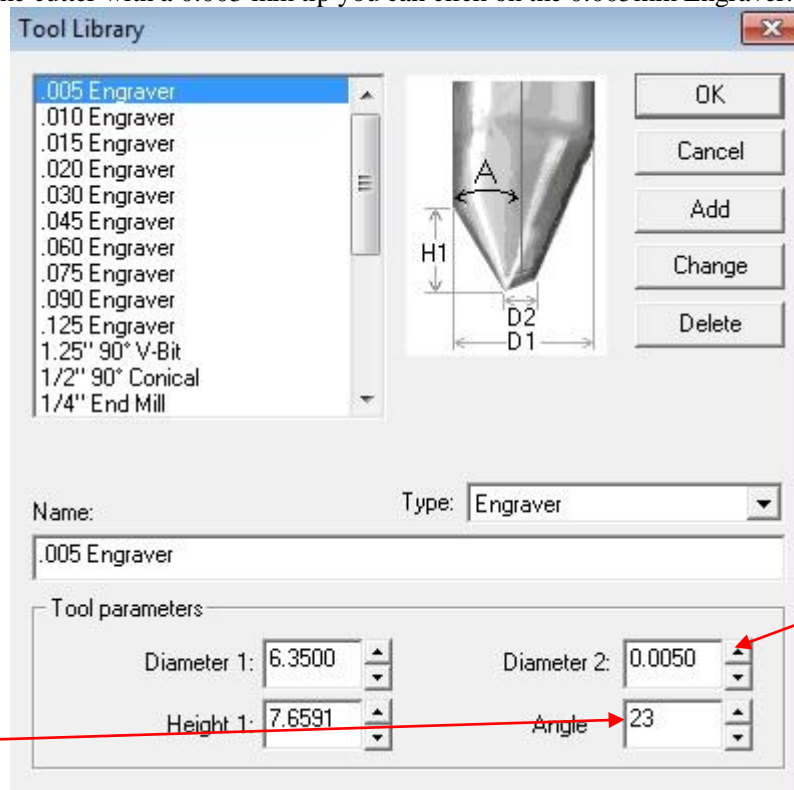 Tool Library
.005 Engraver
.010 Engraver
.015 Engraver
.020 Engraver
.030 Engraver
.045 Engraver
.060 Engraver
.075 Engraver
.090 Engraver
.125 Engraver
1.25" 90° V-Bit
1/2" 90° Conical
1/4" End Mill
A
H1
D2
D1
OK
Cancel
Add
Change
Delete
Name:
Type: Engraver
.005 Engraver
Tool parameters
Diameter 1: 6.3500
Diameter 2: 0.0050
Height 1: 7.6591
Angle 23